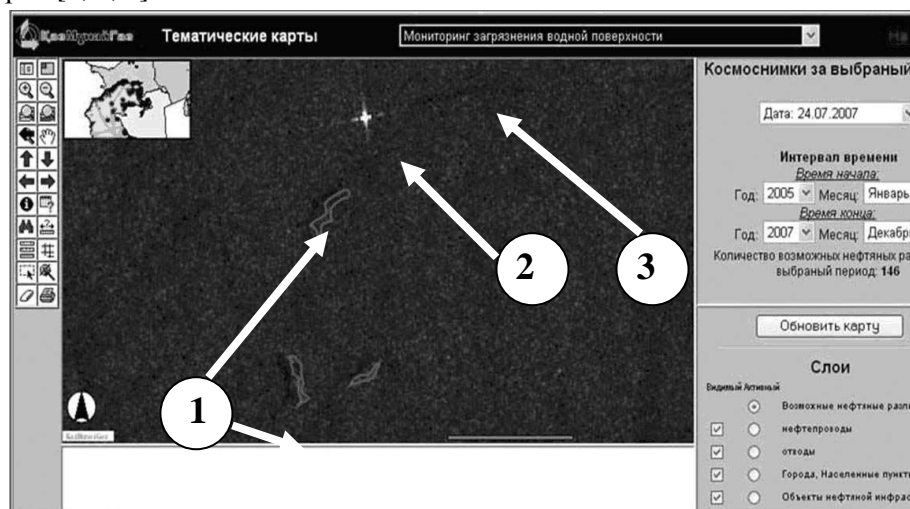 КазМунайГаз
Тематические карты
Мониторинг загрязнения водной поверхности
Космоснимки за выбраный
Дата: 24.07.2007
Интервал времени
Время начала:
Год: 2005 Месяц: Январь
Время конца:
Год: 2007 Месяц: Декабр
Количество возможных нефтяных ра
выбраный период: 146
2
3
1
Обновить карту
Слои
Видимый Активный
Возможные нефтяные разл
нефтепроводы
отводы
Города, Населенные пункт
Объекты нефтяной инфрас